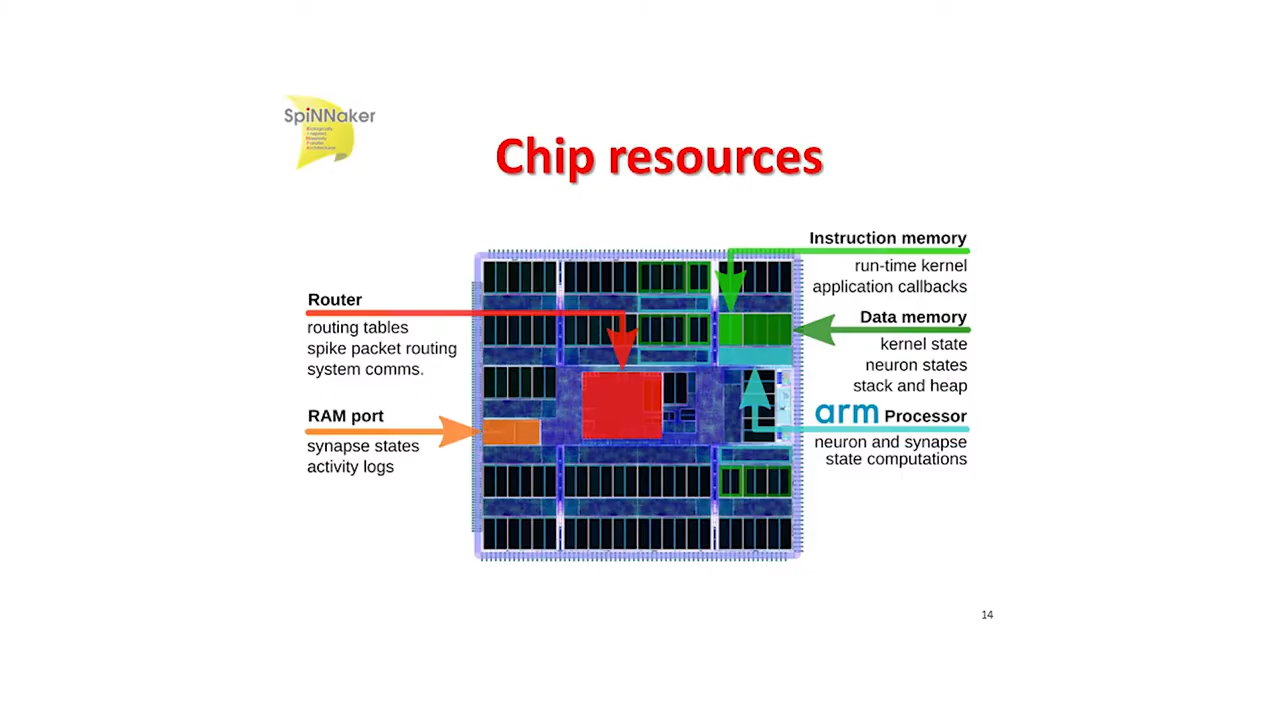 SpiNNaker
Chip resources
Instruction memory
run-time kernel
application callbacks
Router
routing tables
spike packet routing
system comms.
Data memory
kernel state
neuron states
stack and heap
RAM port
synapse states
activity logs
arm Processor
neuron and synapse
state computations
14